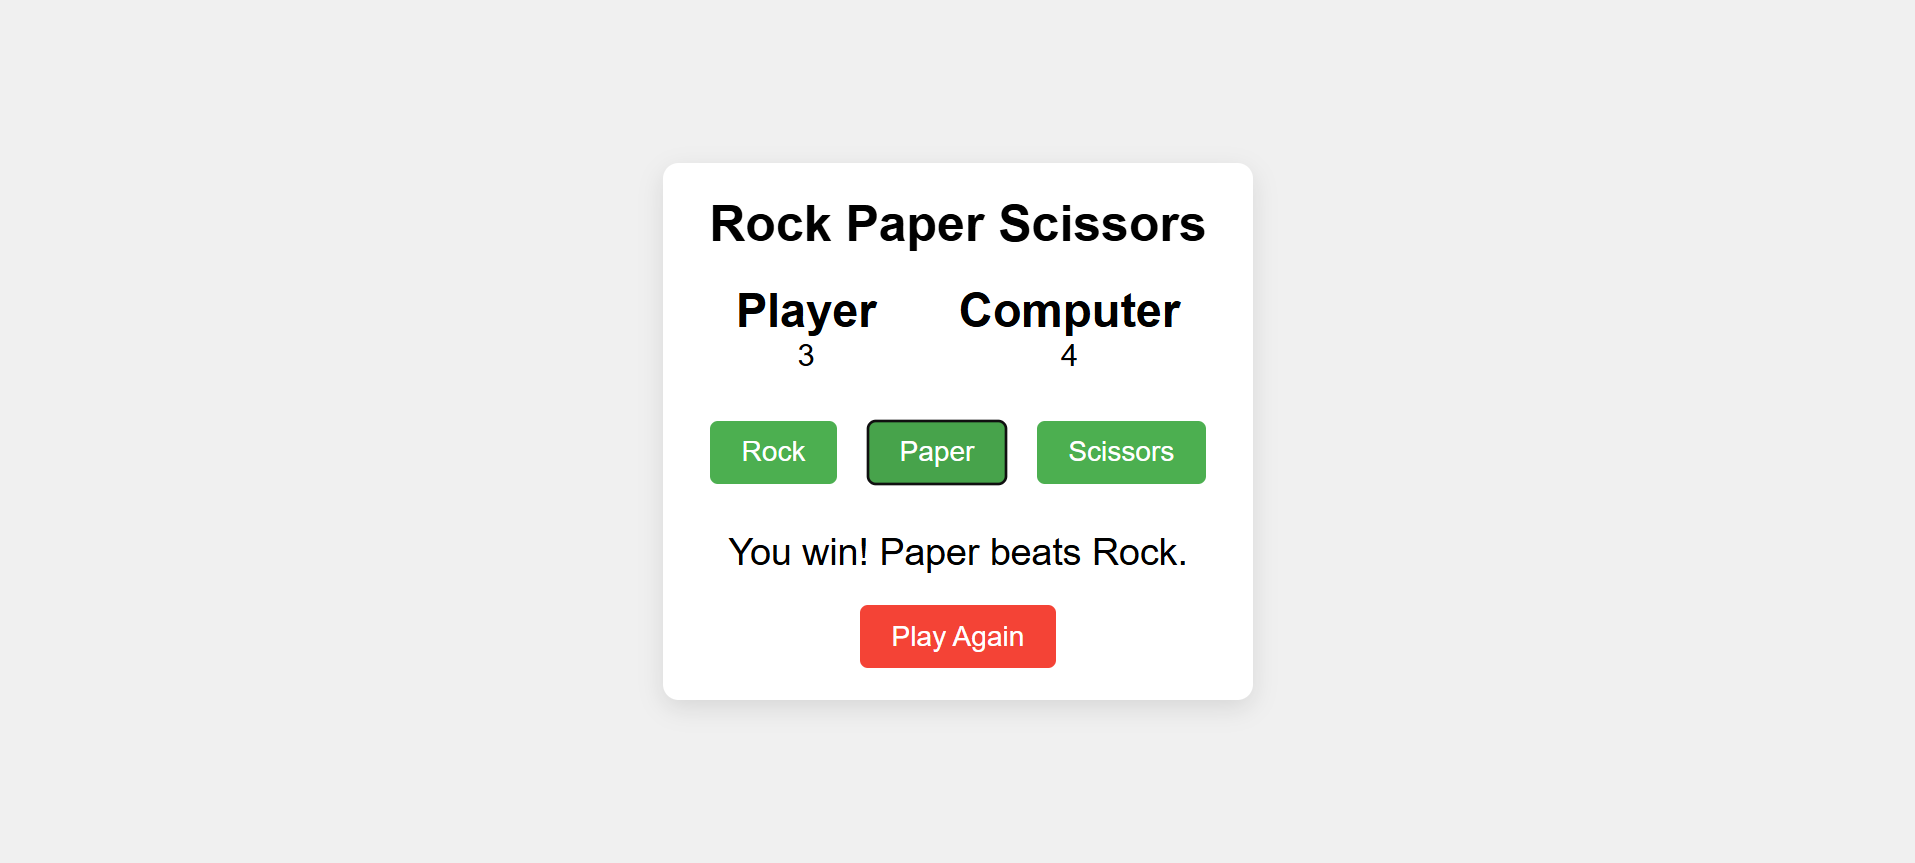 Rock Paper Scissors
Player Computer
3 4
Rock Paper Scissors
You win! Paper beats Rock.
Play Again